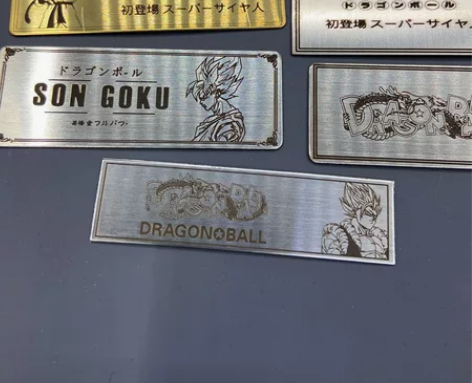 初登場 スーパーサイヤ人
ドラゴンボール
初登場 スーパーサイヤ
ドラゴンボール
SON GOKU
DRAGON
DRAGON
DRAGON BALL